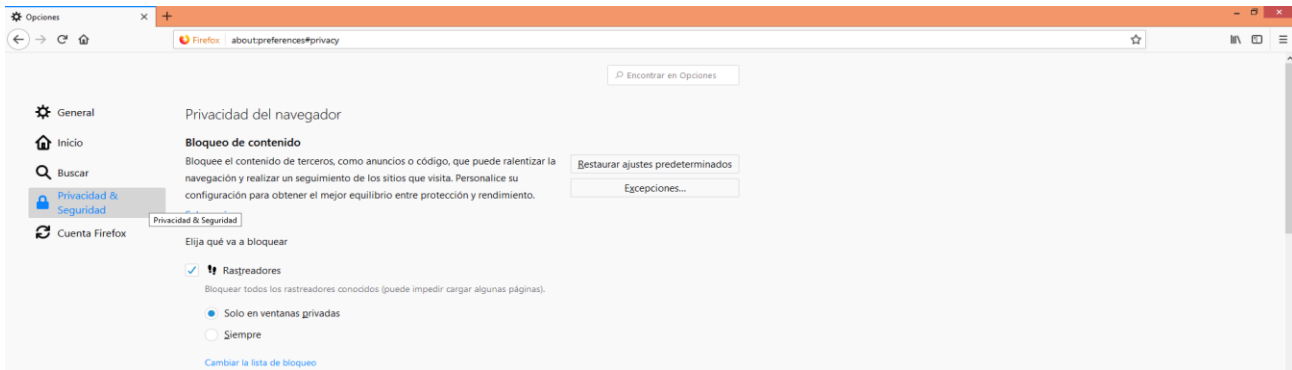 Opciones
Firefox about:preferences#privacy
Encontrar en Opciones
General
Inicio
Buscar
Privacidad &
Seguridad
Privacidad & Seguridad
Cuenta Firefox
Privacidad del navegador
Bloqueo de contenido
Bloquee el contenido de terceros, como anuncios o código, que puede ralentizar la
navegación y realizar un seguimiento de los sitios que visita. Personalice su
configuración para obtener el mejor equilibrio entre protección y rendimiento.
Restaurar ajustes predeterminados
Excepciones...
Elija qué va a bloquear
Rastreadores
Bloquear todos los rastreadores conocidos (puede impedir cargar algunas páginas).
Solo en ventanas privadas
Siempre
Cambiar la lista de bloqueo